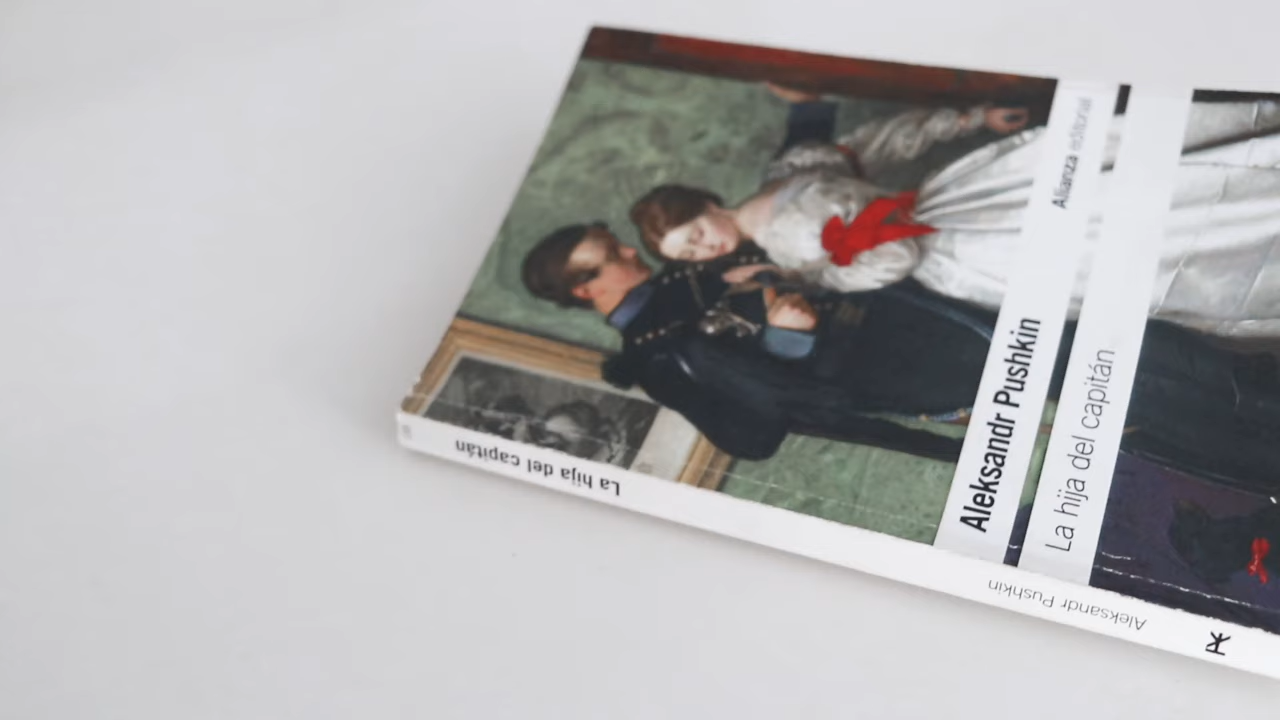 Alianza editorial
Aleksandr Pushkin
La hija del capitán
La hija del capitán
Aleksandr Pushkin